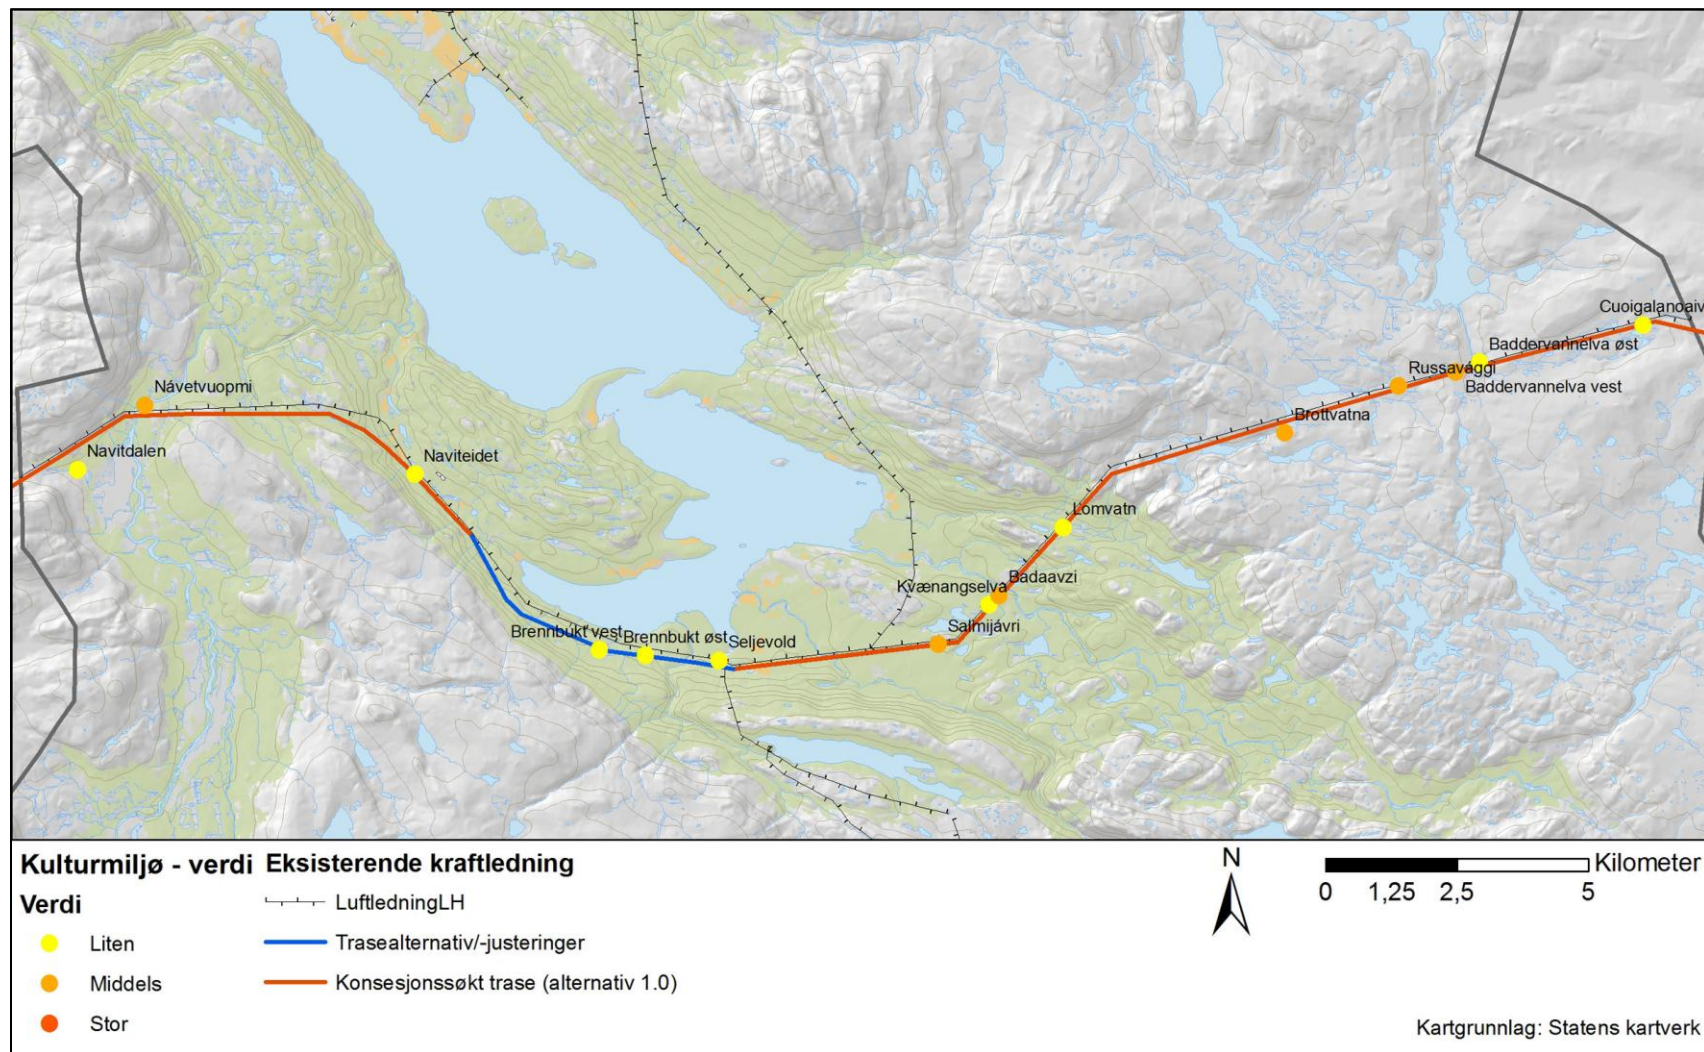 Cuoigalanoaiv
Baddervannelva øst
Russavággi
Baddervannelva vest
Návetvuopmi
Brottvatna
Navitdalen
Naviteidet
Lomvatn
Badaavzi
Kvænangselva
Salmijávri
Brennbukt vest
Brennbukt øst
Seljevold
Kulturmiljø - verdi
Verdi
Liten
Middels
Stor
Eksisterende kraftledning
LuftledningLH
Trasealternativ/-justeringer
Konsesjonssøkt trase (alternativ 1.0)
N
Kilometer
0 1,25 2,5 5
Kartgrunnlag: Statens kartverk